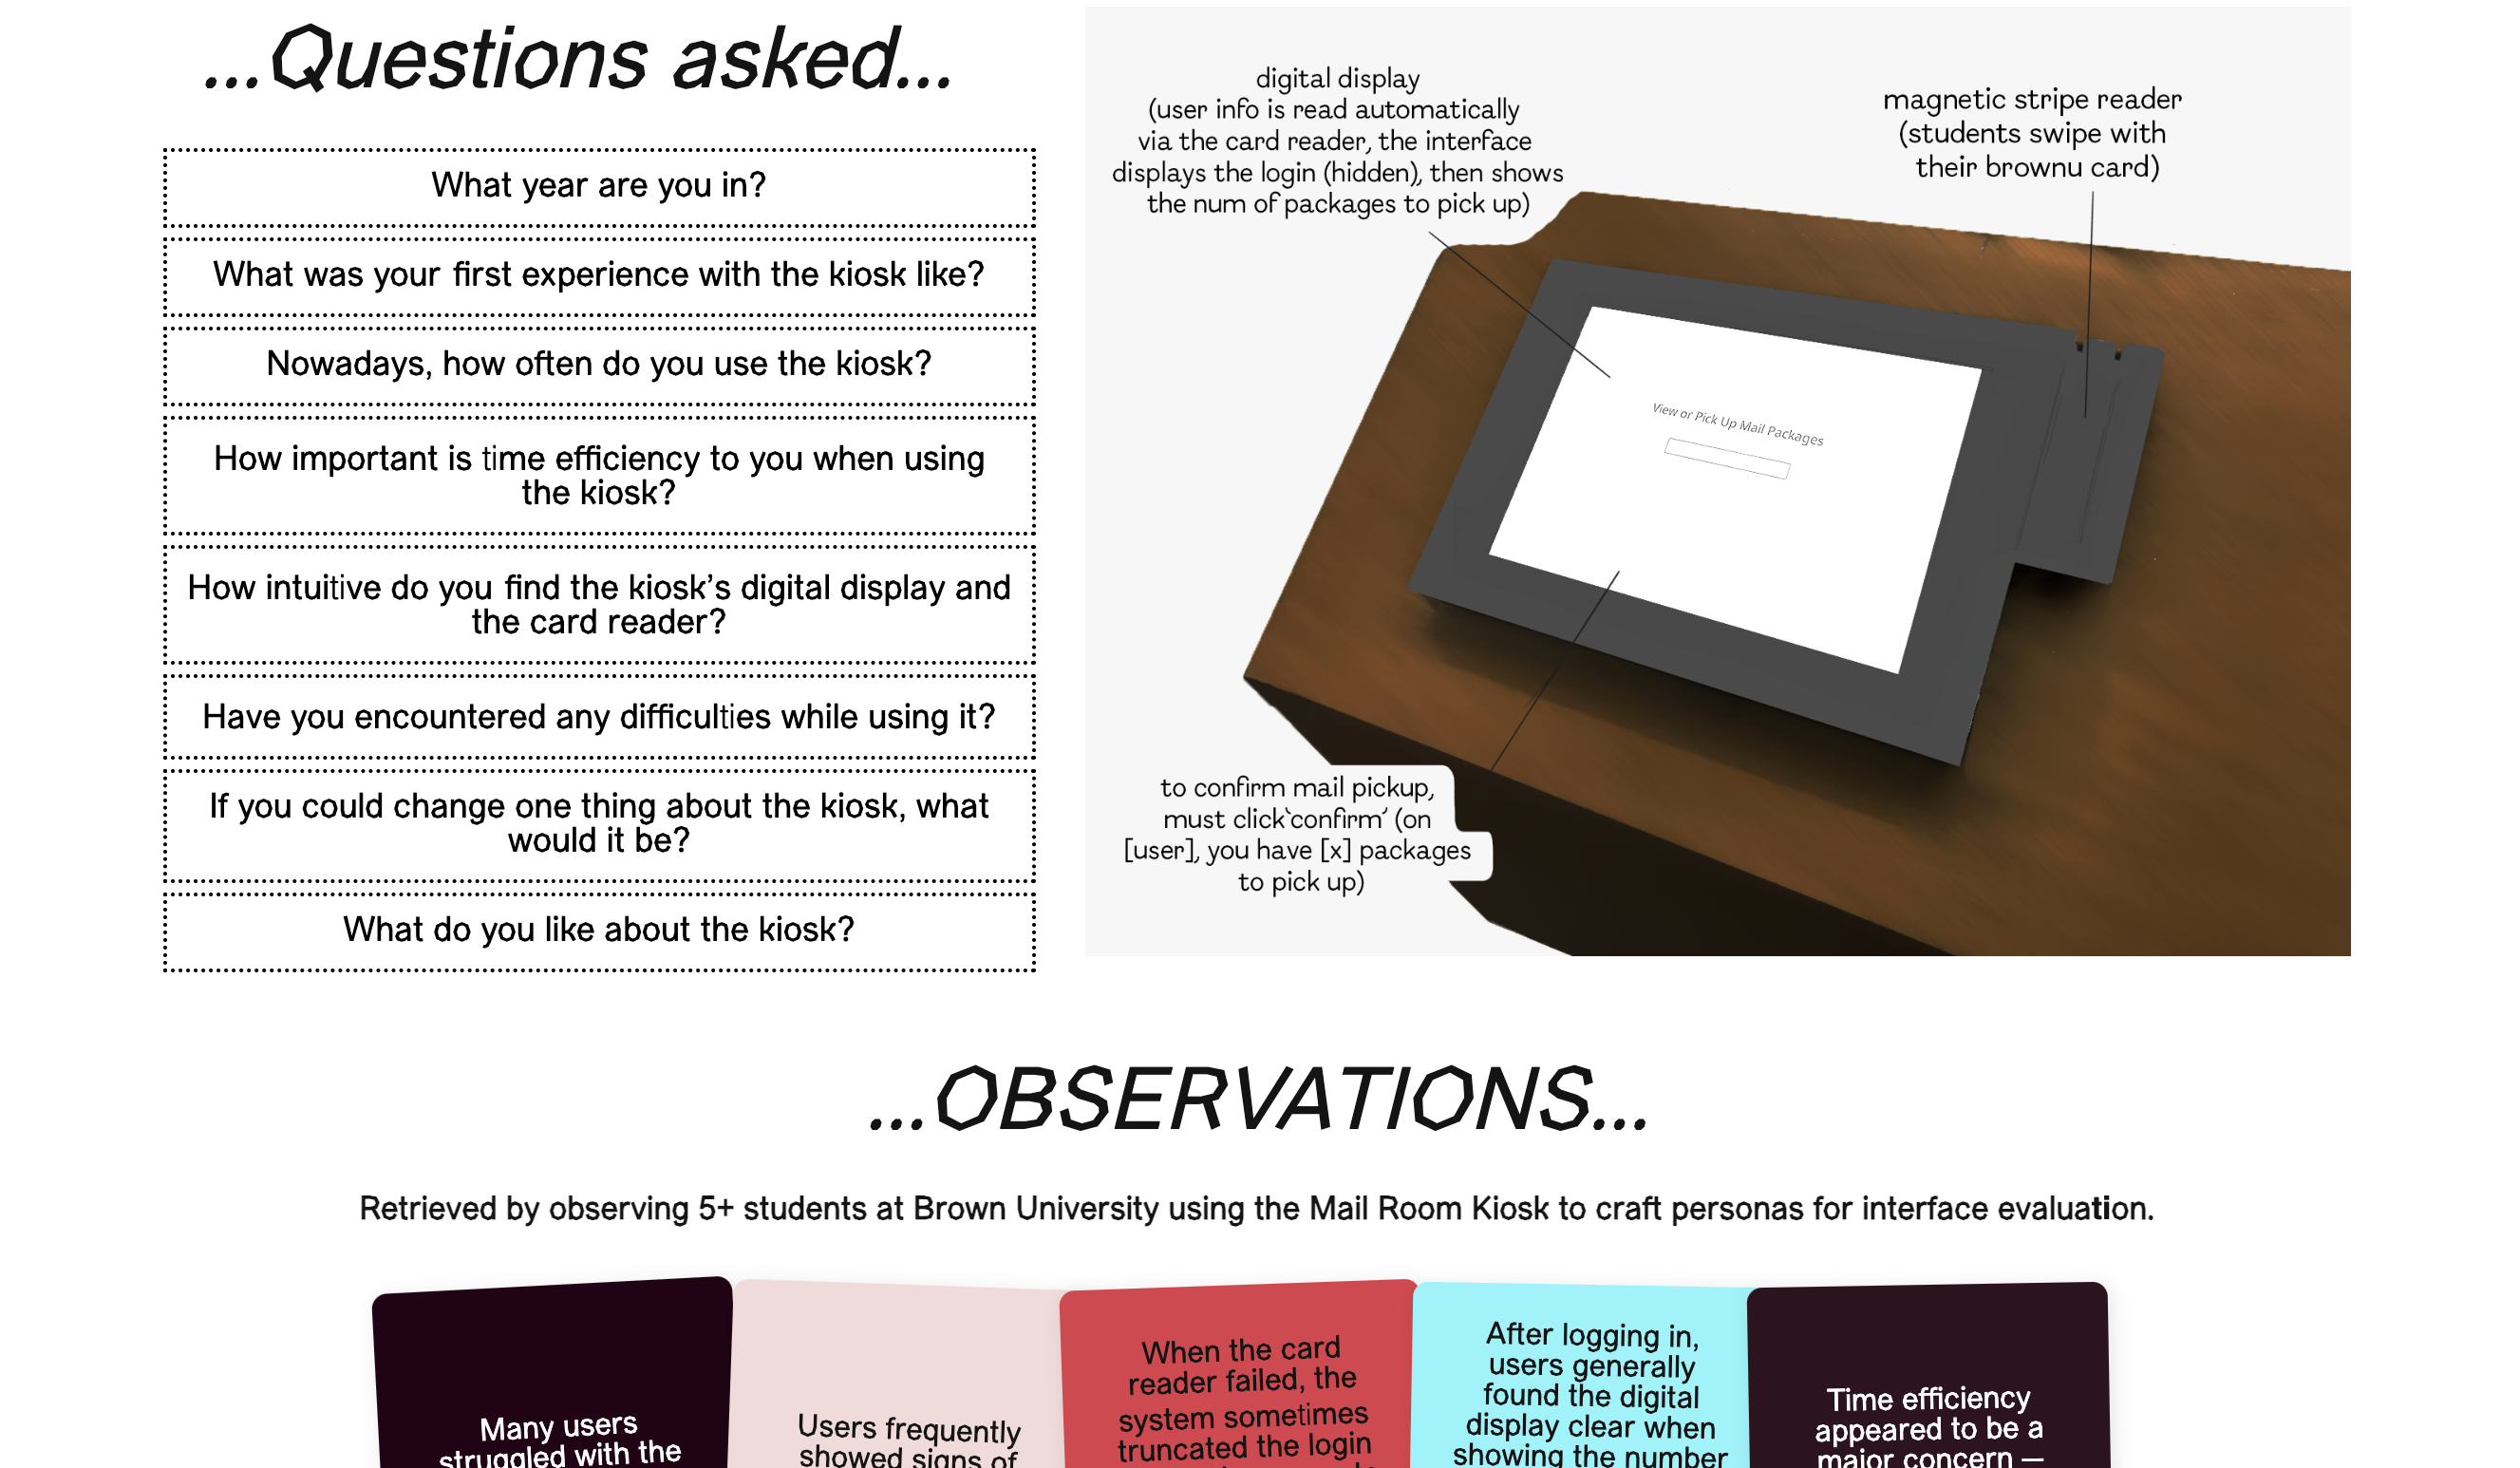 ...Questions asked...
What year are you in?
What was your first experience with the kiosk like?
Nowadays, how often do you use the kiosk?
How important is time efficiency to you when using
the kiosk?
How intuitive do you find the kiosk's digital display and
the card reader?
Have you encountered any difficulties while using it?
If you could change one thing about the kiosk, what
would it be?
What do you like about the kiosk?
digital display
(user info is read automatically
via the card reader, the interface
displays the login (hidden), then shows
the num of packages to pick up)
magnetic stripe reader
(students swipe with
their brownu card)
View or Pick Up Mail Packages
to confirm mail pickup,
must click 'confirm' (on
[user], you have [x] packages
to pick up)
...OBSERVATIONS...
Retrieved by observing 5+ students at Brown University using the Mail Room Kiosk to craft personas for interface evaluation.
Many users
struggled with the
Users frequently
showed signs of
When the card
reader failed, the
system sometimes
truncated the login
After logging in,
users generally
found the digital
display clear when
showing the number
Time efficiency
appeared to be a
major concern —